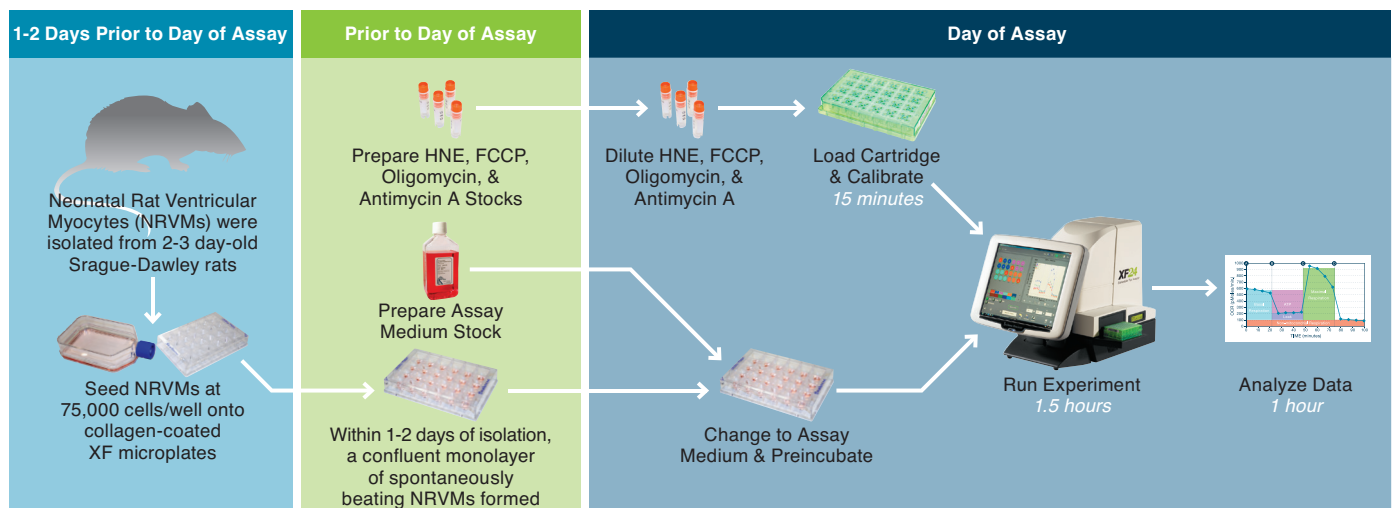 1-2 Days Prior to Day of Assay
Prior to Day of Assay
Day of Assay
Neonatal Rat Ventricular
Myocytes (NRVMs) were
isolated from 2-3 day-old
Srague-Dawley rats
Seed NRVMs at
75,000 cells/well onto
collagen-coated
XF microplates
Prepare HNE, FCCP,
Oligomycin, &
Antimycin A Stocks
Prepare Assay
Medium Stock
Within 1-2 days of isolation,
a confluent monolayer
of spontaneously
beating NRVMs formed
Dilute HNE, FCCP,
Oligomycin, &
Antimycin A
Load Cartridge
& Calibrate
15 minutes
Change to Assay
Medium & Preincubate
XF24
Run Experiment
1.5 hours
TIME (minutes)
Analyze Data
1 hour